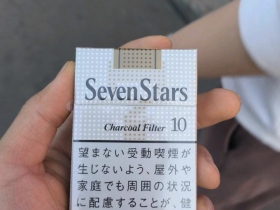 SevenStars
Charcoal Filter 10
望まない受動喫煙が
生じないよう、屋外や
家庭でも周囲の状況
に配慮することが、健